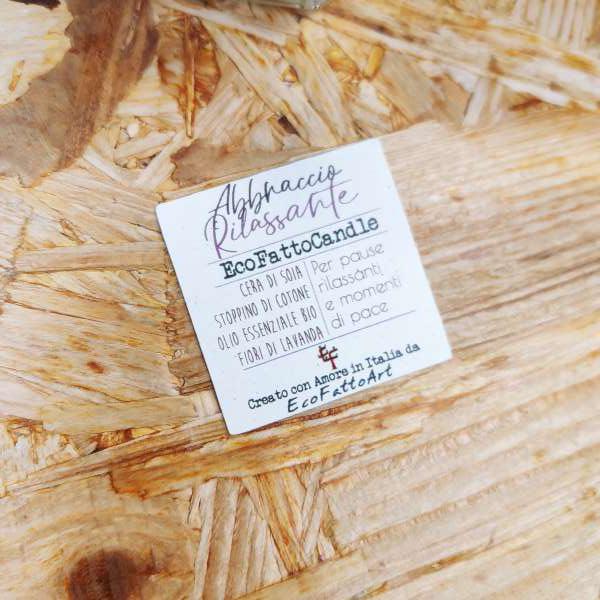 Abbraccio
Rilassante
EcoFattoCandle
CERA DI SOIA
STOPPINO DI COTONE
OLIO ESSENZIALE BIO
FIORI DI LAVANDA
Per pause
rilassanti
e momenti
di pace
EF
Creato con Amore in Italia da
EcoFattoArt